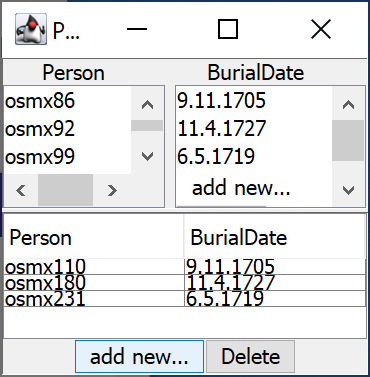 P...
Person BurialDate
osmx86 9.11.1705
osmx92 11.4.1727
osmx99 6.5.1719
add new...
Person BurialDate
osmx110 9.11.1705
osmx180 11.4.1727
osmx231 6.5.1719
add new... Delete